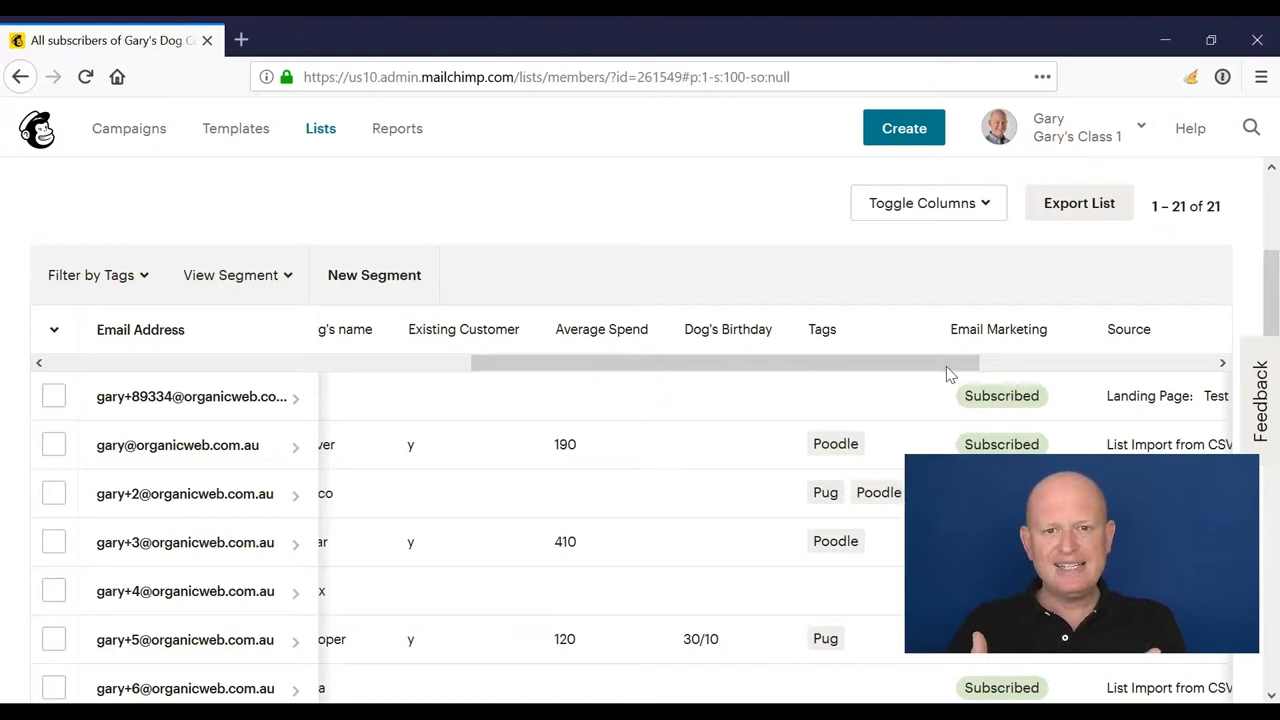 All subscribers of Gary's Dog C
https://us10.admin.mailchimp.com/lists/members/?id=261549#p:1-s:100-so:null
Campaigns Templates Lists Reports Create Gary Help
Gary's Class 1
Toggle Columns Export List 1 – 21 of 21
Filter by Tags View Segment New Segment
Email Address g's name Existing Customer Average Spend Dog's Birthday Tags Email Marketing Source
gary+89334@organicweb.co... Subscribed Landing Page: Test
gary@organicweb.com.au ver y 190 Poodle Subscribed List Import from CSV
gary+2@organicweb.com.au co Pug Poodle
gary+3@organicweb.com.au ar y 410 Poodle
gary+4@organicweb.com.au x
gary+5@organicweb.com.au oper y 120 30/10 Pug
gary+6@organicweb.com.au a Subscribed List Import from CSV
Feedback